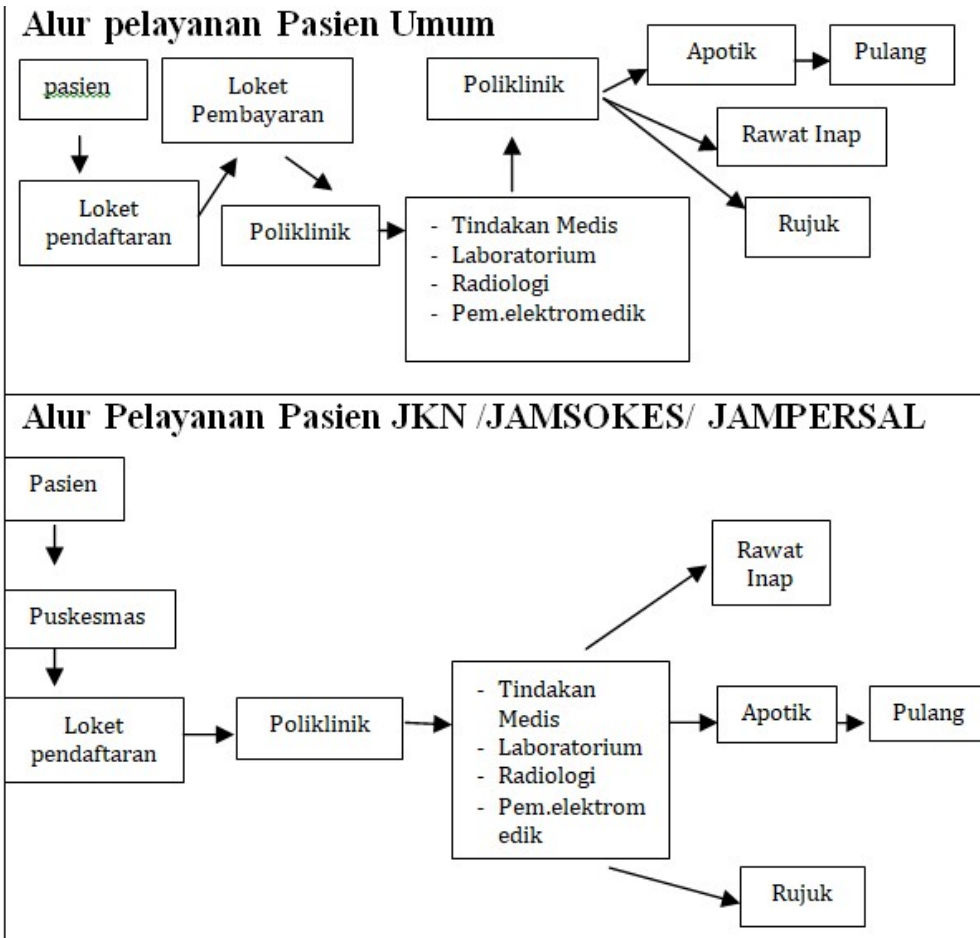 Alur pelayanan Pasien Umum
pasien
Loket
pendaftaran
Loket
Pembayaran
Poliklinik
- Tindakan Medis
- Laboratorium
- Radiologi
- Pem.elektromedik
Poliklinik
Apotik
Pulang
Rawat Inap
Rujuk
Alur Pelayanan Pasien JKN /JAMSOKES/ JAMPERSAL
Pasien
Puskesmas
Loket
pendaftaran
Poliklinik
- Tindakan
Medis
- Laboratorium
- Radiologi
- Pem.elektrom
edik
Rawat
Inap
Apotik
Pulang
Rujuk